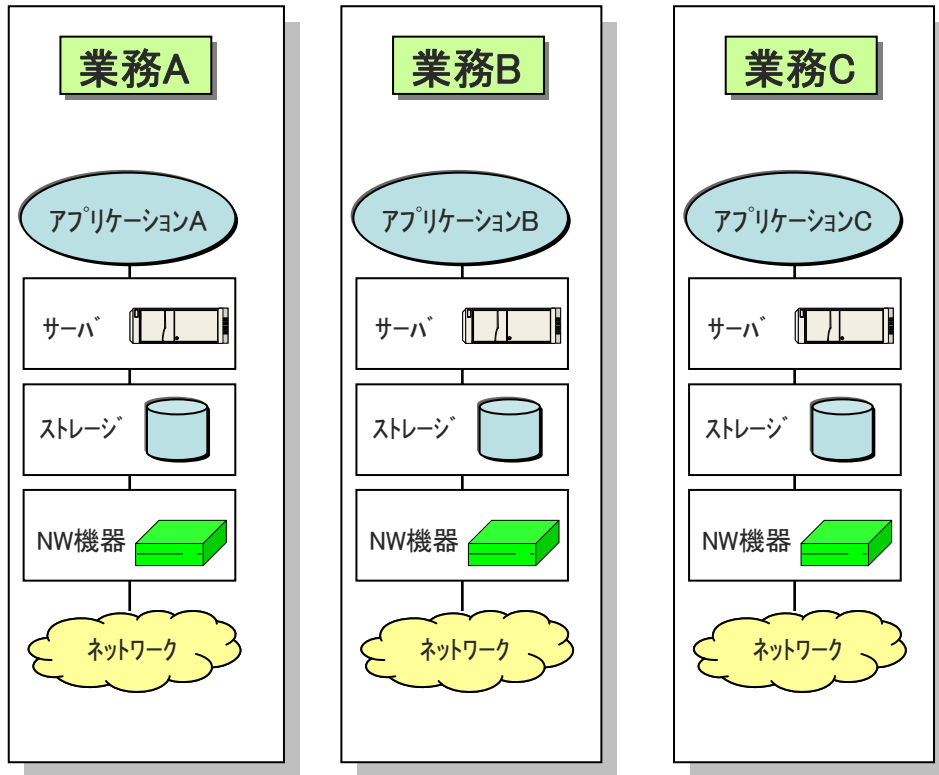 業務A
アプリケーションA
サーバ
ストレージ
NW機器
ネットワーク
業務B
アプリケーションB
サーバ
ストレージ
NW機器
ネットワーク
業務C
アプリケーションC
サーバ
ストレージ
NW機器
ネットワーク